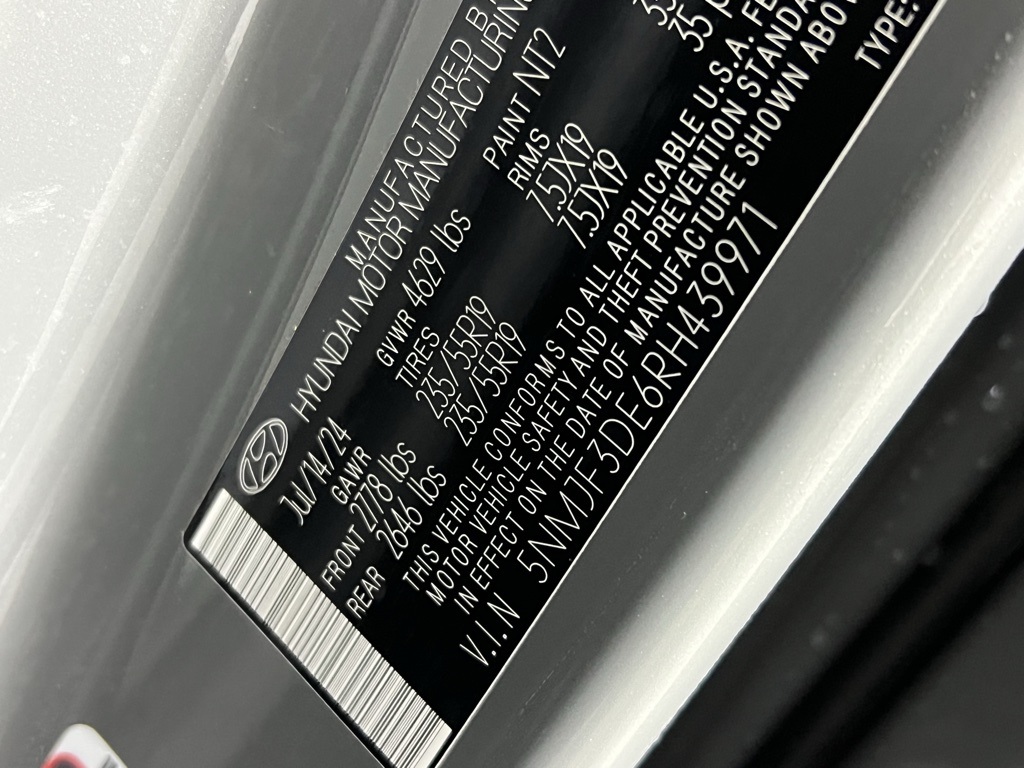 MANUFACTURED B
HYUNDAI MOTOR MANUFACTURING
Jul/14/24 GVWR 4629 lbs PAINT NT2
GAWR TIRES RIMS
FRONT 2778 lbs 235/55R19 7.5JX19 35
REAR 2646 lbs 235/55R19 7.5JX19 35
THIS VEHICLE CONFORMS TO ALL APPLICABLE U.S.A. FE
MOTOR VEHICLE SAFETY AND THEFT PREVENTION STANDA
IN EFFECT ON THE DATE OF MANUFACTURE SHOWN ABOV
V.I.N 5NMJF3DE6RH439971 TYPE: